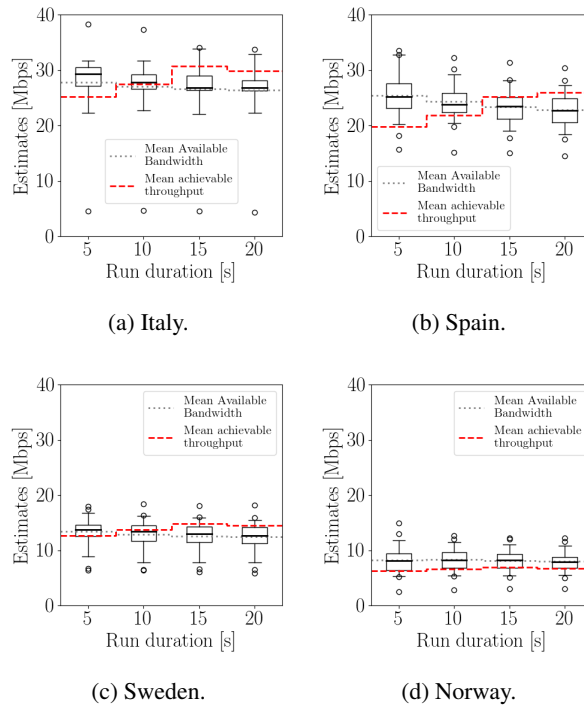 40
30
20
10
0
Estimates [Mbps]
Mean Available
Bandwidth
Mean achievable
throughput
5 10 15 20
Run duration [s]
(a) Italy.
40
30
20
10
0
Estimates [Mbps]
Mean Available
Bandwidth
Mean achievable
throughput
5 10 15 20
Run duration [s]
(b) Spain.
40
30
20
10
0
Estimates [Mbps]
Mean Available
Bandwidth
Mean achievable
throughput
5 10 15 20
Run duration [s]
(c) Sweden.
40
30
20
10
0
Estimates [Mbps]
Mean Available
Bandwidth
Mean achievable
throughput
5 10 15 20
Run duration [s]
(d) Norway.